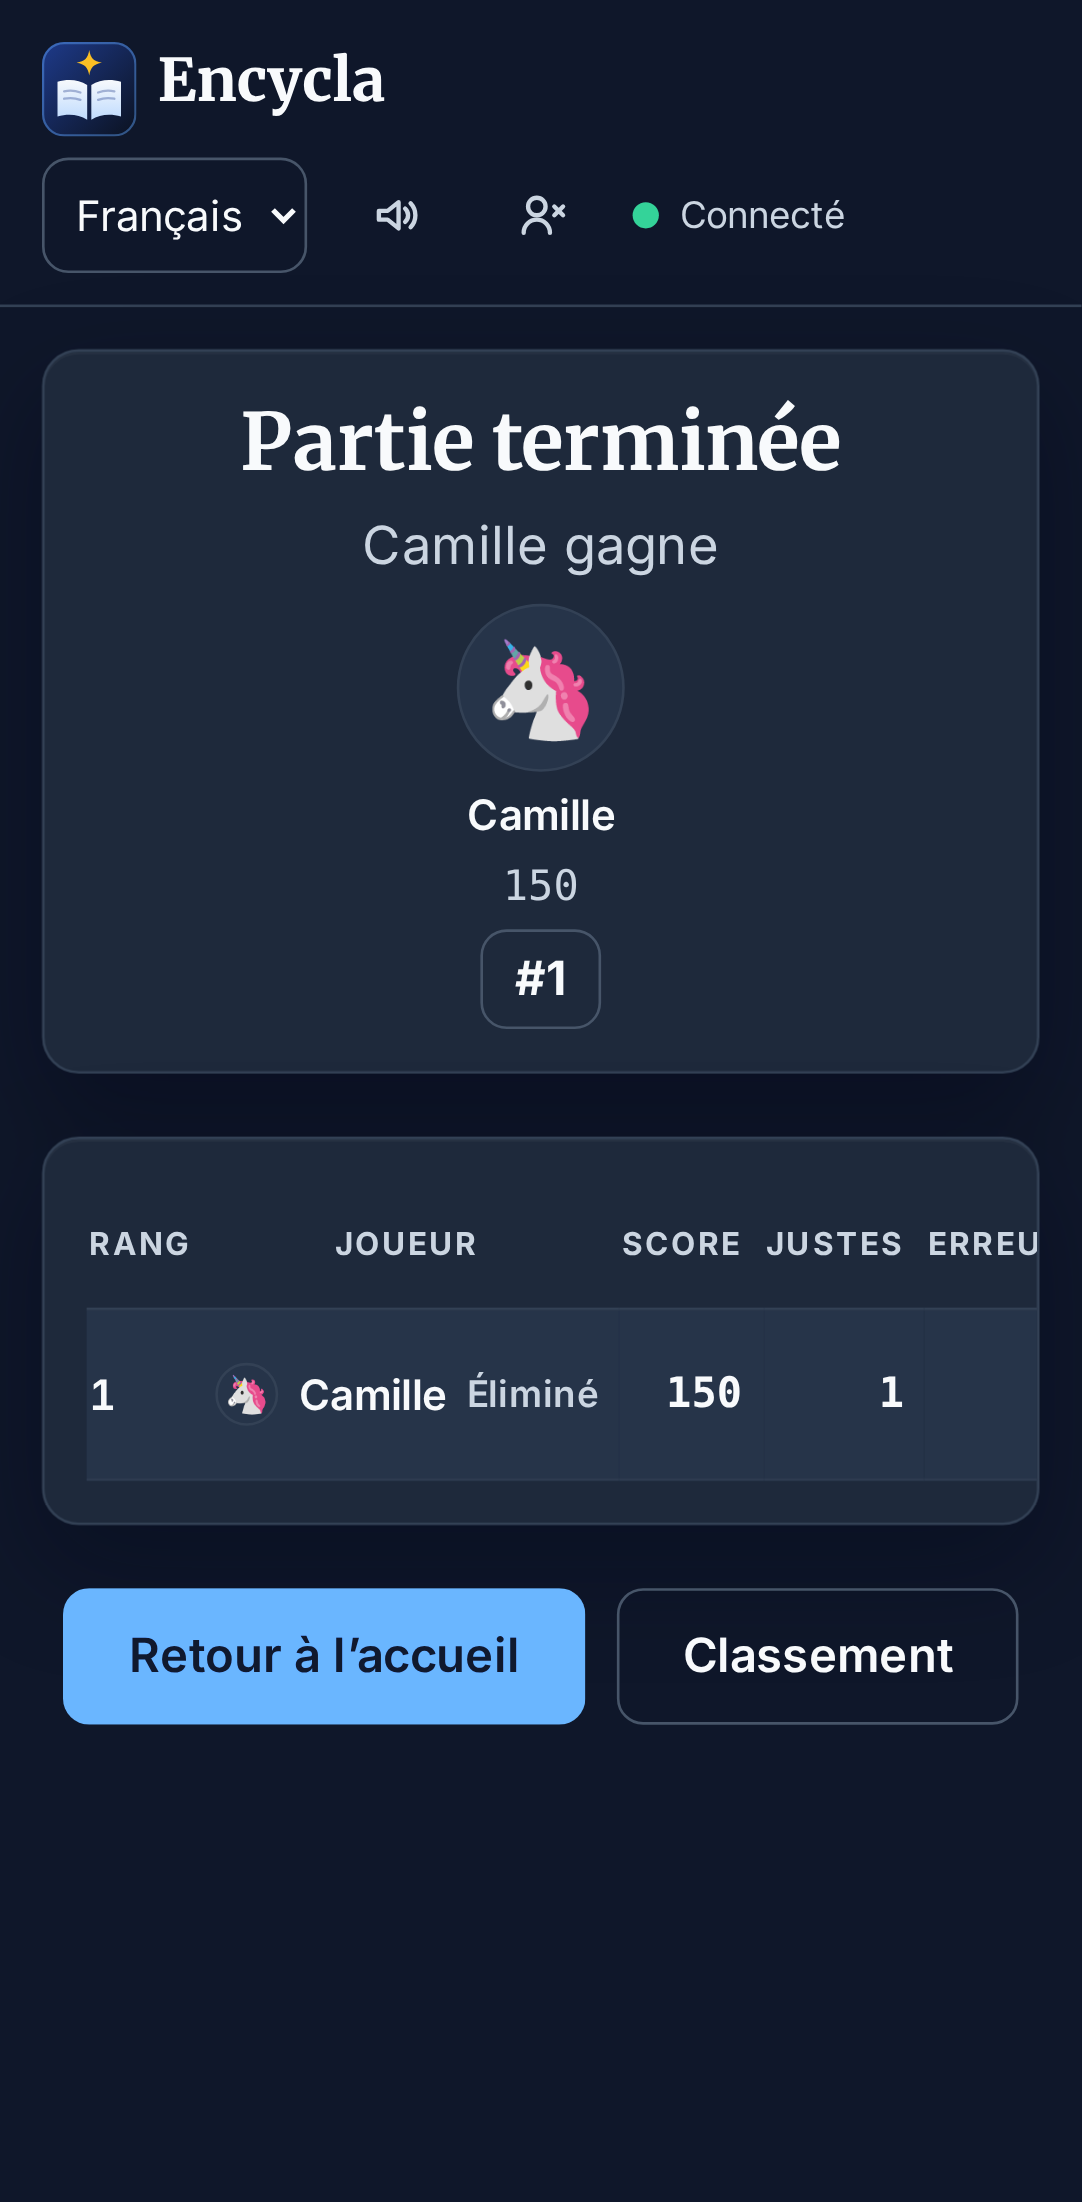 Encycla
Français
Connecté
Partie terminée
Camille gagne
Camille
150
#1
RANG JOUEUR SCORE JUSTES ERREU
1 Camille Éliminé 150 1
Retour à l’accueil
Classement